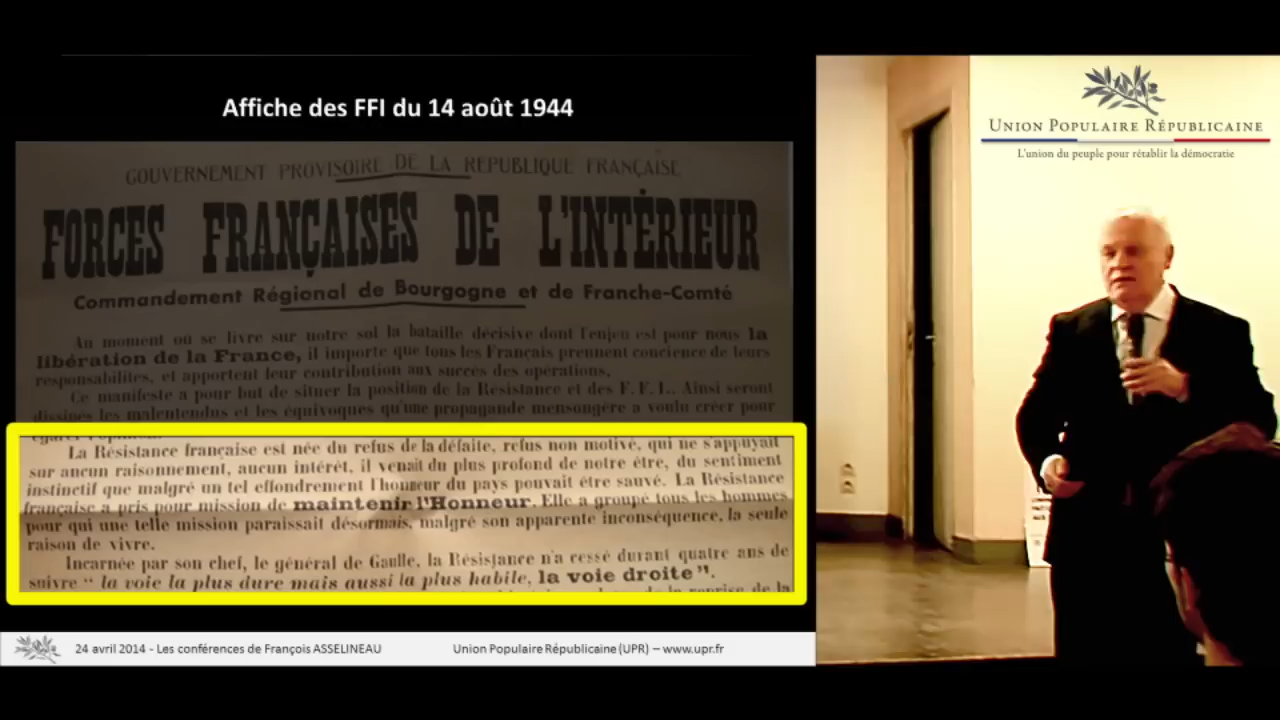 Affiche des FFI du 14 août 1944
GOUVERNEMENT PROVISOIRE DE LA REPUBLIQUE FRANÇAISE
FORCES FRANÇAISES DE L'INTÉRIEUR
Commandement Régional de Bourgogne et de Franche-Comté
Au moment où se livre sur notre sol la bataille décisive dont l'enjeu est pour nous la
libération de la France, il importe que tous les Français prennent concience de leurs
responsabilités, et apportent leur contribution aux succès des opérations,
Ce manifeste a pour but de situer la position de la Résistance et des F.F.I.. Ainsi seront
dissipés les malentendus et les équivoques qu'une propagande mensongère a voulu créer pour
La Résistance française est née du refus de la défaite, refus non motivé, qui ne s'appuyait
sur aucun raisonnement, aucun intérêt, il venait du plus profond de notre être, du sentiment
instinctif que malgré un tel effondrement l'honneur du pays pouvait être sauvé. La Résistance
française a pris pour mission de maintenir l'Honneur. Elle a groupé tous les hommes
pour qui une telle mission paraissait désormais, malgré son apparente inconséquence, la seule
raison de vivre.
Incarnée par son chef, le général de Gaulle, la Résistance n'a cessé durant quatre ans de
suivre " la voie la plus dure mais aussi la plus habile, la voie droite".
de la reprise de la
24 avril 2014 - Les conférences de François ASSELINEAU
Union Populaire Républicaine (UPR) – www.upr.fr
UNION POPULAIRE RÉPUBLICAINE
L'union du peuple pour rétablir la démocratie